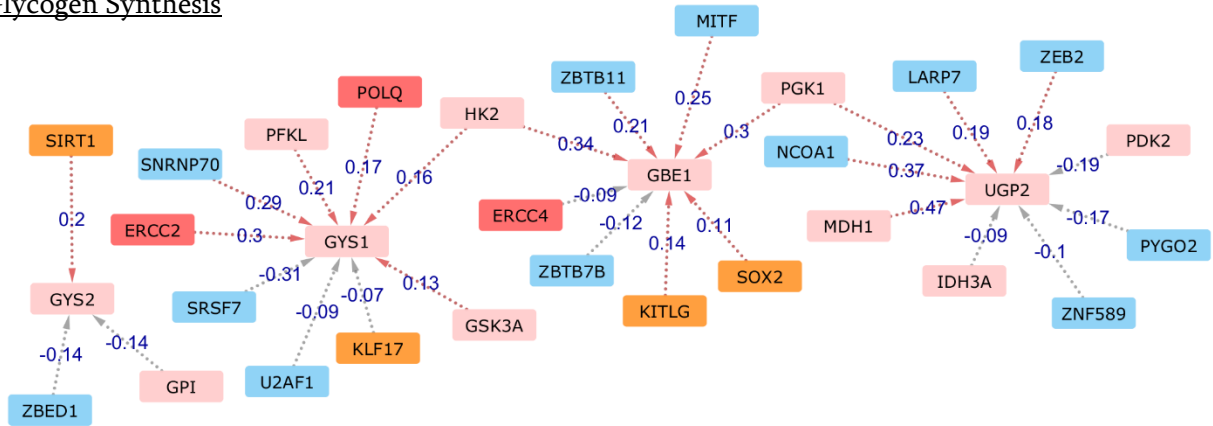 Glycogen Synthesis
MITF
ZBTB11
PGK1
LARP7
ZEB2
POLQ
HK2
SIRT1
PFKL
SNRNP70
NCOA1
PDK2
0.25
0.21
0.3
0.23
0.19
0.18
-0.19
0.34
0.37
0.17
0.16
0.21
0.29
0.2
GBE1
UGP2
ERCC4
-0.09
-0.12
0.14
0.11
MDH1
0.47
-0.09
-0.1
-0.17
PYGO2
ERCC2
0.3
GYS1
ZBTB7B
SOX2
IDH3A
-0.31
-0.09
-0.07
0.13
GYS2
SRSF7
KITLG
ZNF589
GSK3A
KLF17
-0.14
-0.14
GPI
U2AF1
ZBED1